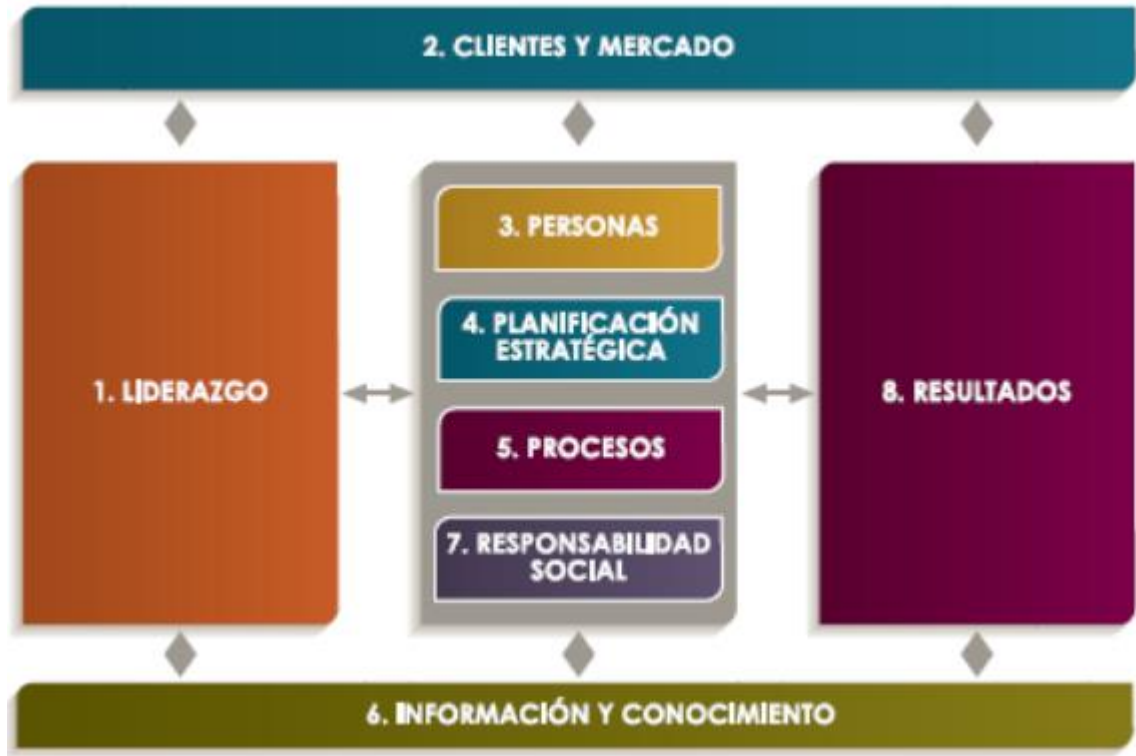 2. CLIENTES Y MERCADO
1. LIDERAZGO
3. PERSONAS
4. PLANIFICACIÓN
ESTRATÉGICA
5. PROCESOS
7. RESPONSABILIDAD
SOCIAL
8. RESULTADOS
6. INFORMACIÓN Y CONOCIMIENTO